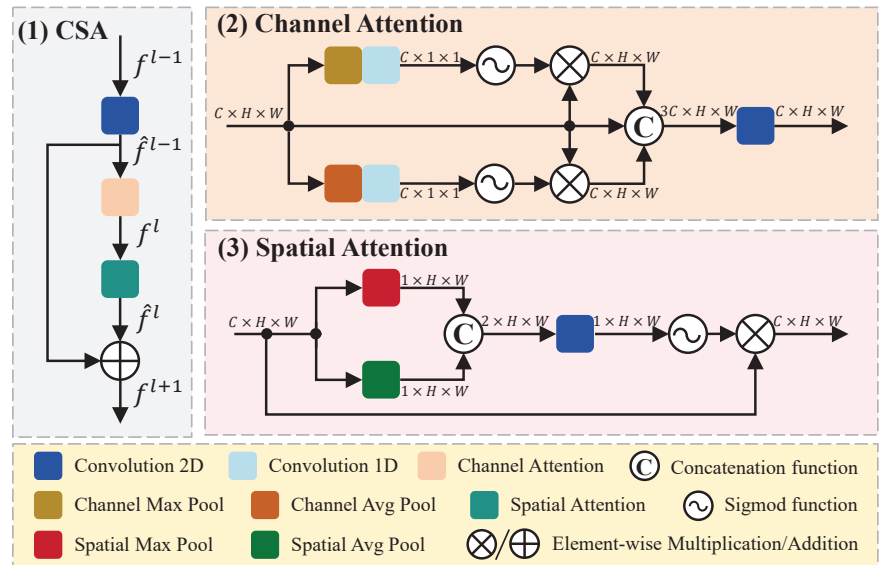 (1) CSA
f^{l-1}
f̂^{l-1}
f^l
f̂^l
f^{l+1}
(2) Channel Attention
C × 1 × 1
C × H × W
C × H × W
C
3C × H × W
C × H × W
C × 1 × 1
C × H × W
(3) Spatial Attention
1 × H × W
C × H × W
C
2 × H × W
1 × H × W
C × H × W
1 × H × W
Convolution 2D
Convolution 1D
Channel Attention
C
Concatenation function
Channel Max Pool
Channel Avg Pool
Spatial Attention
Sigmod function
Spatial Max Pool
Spatial Avg Pool
/
Element-wise Multiplication/Addition